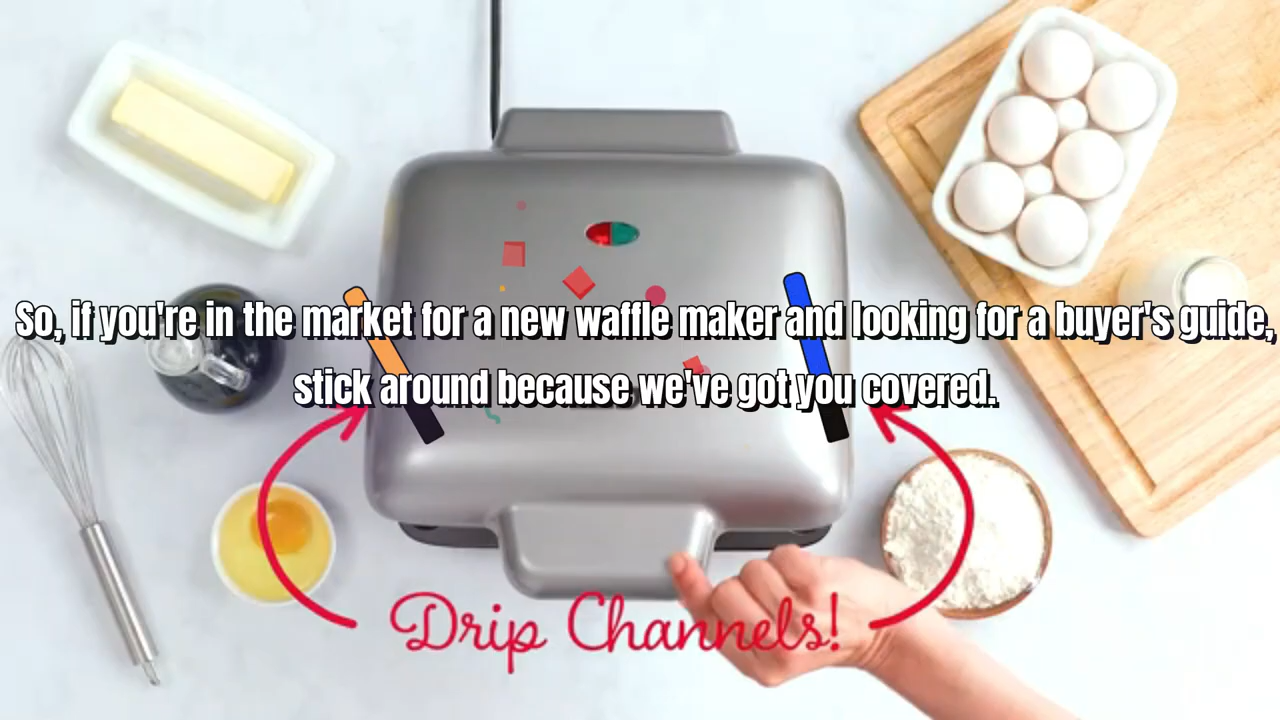 So, if you're in the market for a new waffle maker and looking for a buyer's guide,
stick around because we've got you covered.
Drip Channels!